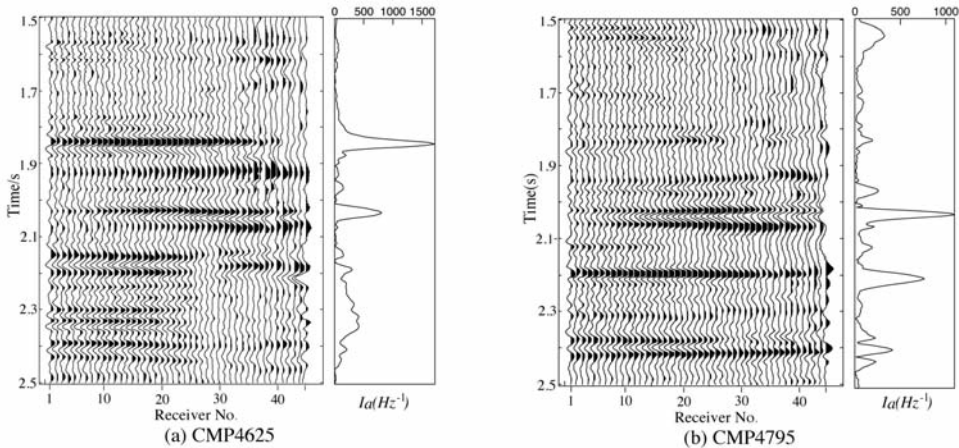 0 500 1000 1700
1.5
1.7
1.9
2.1
2.3
2.5
Time/s
1 10 20 30 40
Receiver No.
Ia(Hz⁻¹)
(a) CMP4625
0 500 1000
1.5
1.7
1.9
2.1
2.3
2.5
Time(s)
1 10 20 30 40
Receiver No.
Ia(Hz⁻¹)
(b) CMP4795